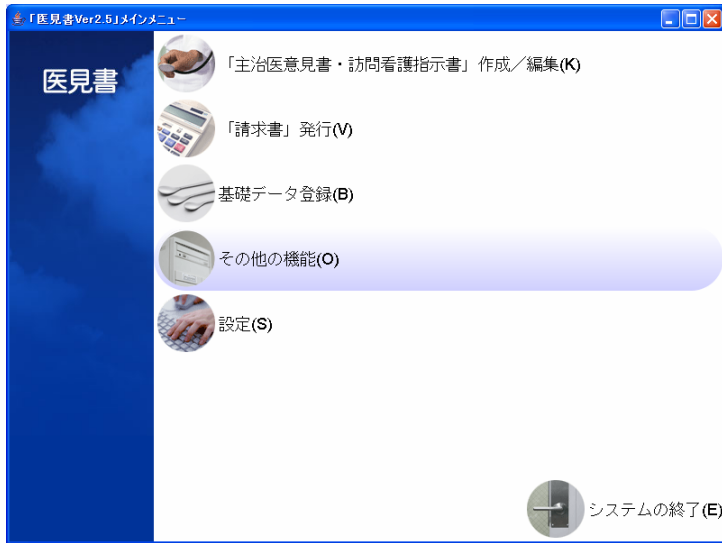 「医見書Ver2.5」メインメニュー
医見書
「主治医意見書・訪問看護指示書」作成／編集(K)
「請求書」発行(V)
基礎データ登録(B)
その他の機能(O)
設定(S)
システムの終了(E)